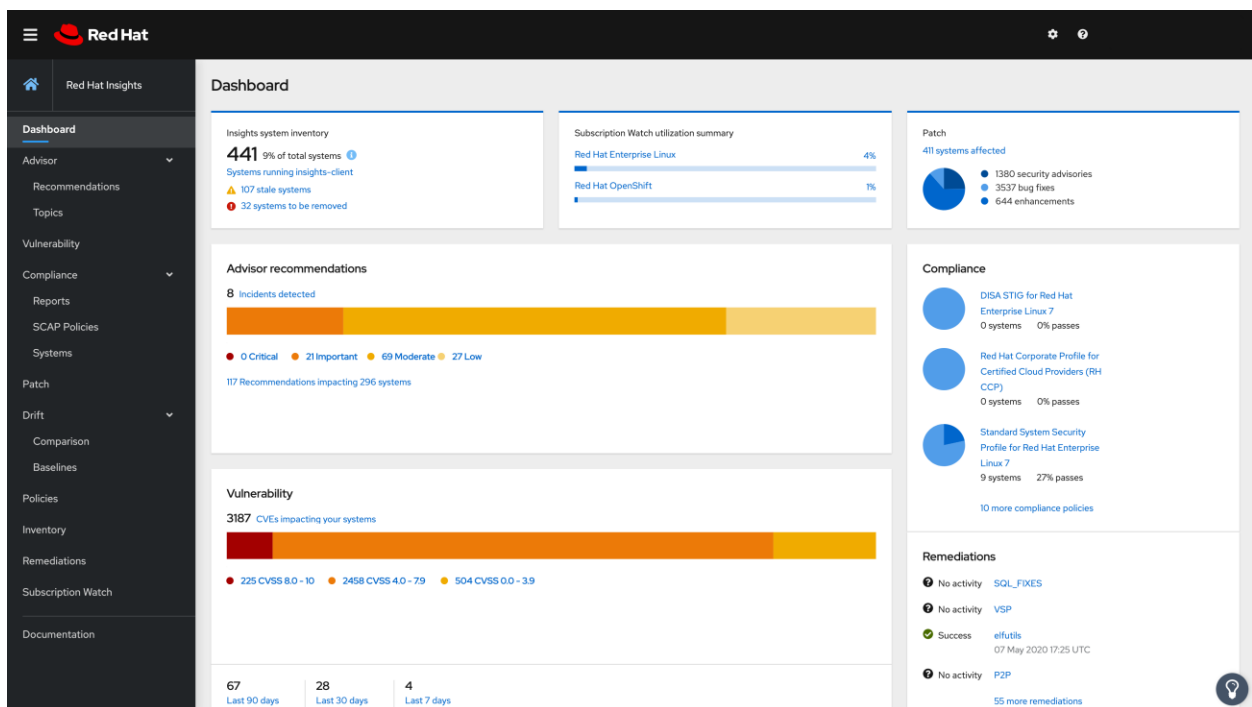 Red Hat
Red Hat Insights
Dashboard
Advisor
Recommendations
Topics
Vulnerability
Compliance
Reports
SCAP Policies
Systems
Patch
Drift
Comparison
Baselines
Policies
Inventory
Remediations
Subscription Watch
Documentation
Dashboard
Insights system inventory
441 9% of total systems
Systems running insights-client
107 stale systems
32 systems to be removed
Subscription Watch utilization summary
Red Hat Enterprise Linux 4%
Red Hat OpenShift 1%
Patch
411 systems affected
1380 security advisories
3537 bug fixes
644 enhancements
Advisor recommendations
8 Incidents detected
0 Critical 21 Important 69 Moderate 27 Low
117 Recommendations impacting 296 systems
Vulnerability
3187 CVEs impacting your systems
225 CVSS 8.0 - 10 2458 CVSS 4.0 - 7.9 504 CVSS 0.0 - 3.9
67 28 4
Last 90 days Last 30 days Last 7 days
Compliance
DISA STIG for Red Hat
Enterprise Linux 7
0 systems 0% passes
Red Hat Corporate Profile for
Certified Cloud Providers (RH
CCP)
0 systems 0% passes
Standard System Security
Profile for Red Hat Enterprise
Linux 7
9 systems 27% passes
10 more compliance policies
Remediations
No activity SQL_FIXES
No activity VSP
Success elfutils
07 May 2020 17:25 UTC
No activity P2P
55 more remediations